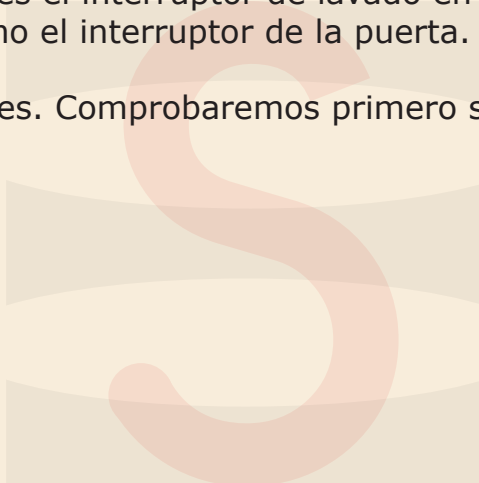 es el interruptor de lavado en
no el interruptor de la puerta.
es. Comprobaremos primero s
S